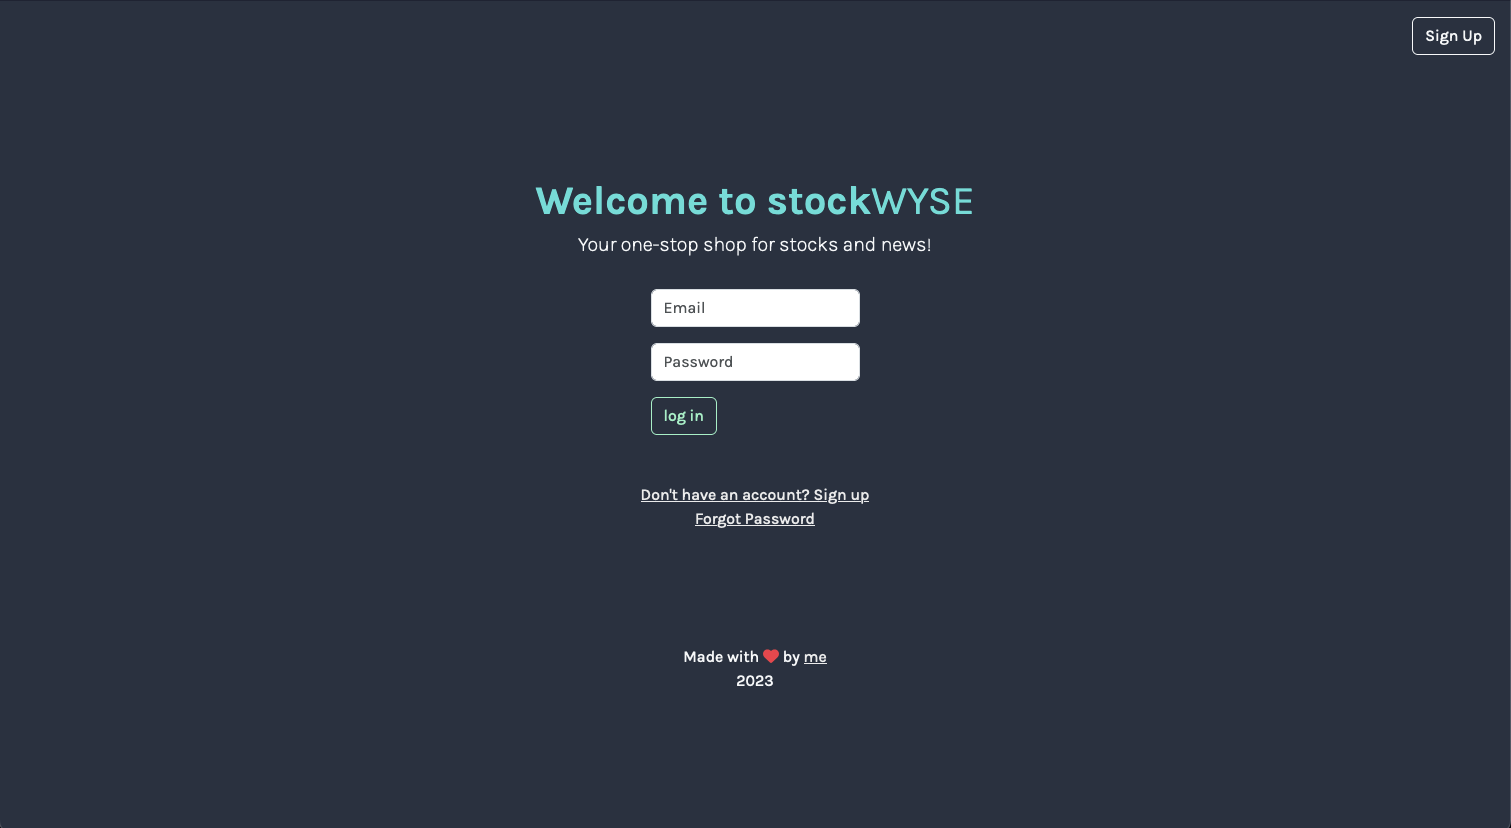 Sign Up
Welcome to stockWYSE
Your one-stop shop for stocks and news!
Email
Password
log in
Don't have an account? Sign up
Forgot Password
Made with ❤ by me
2023